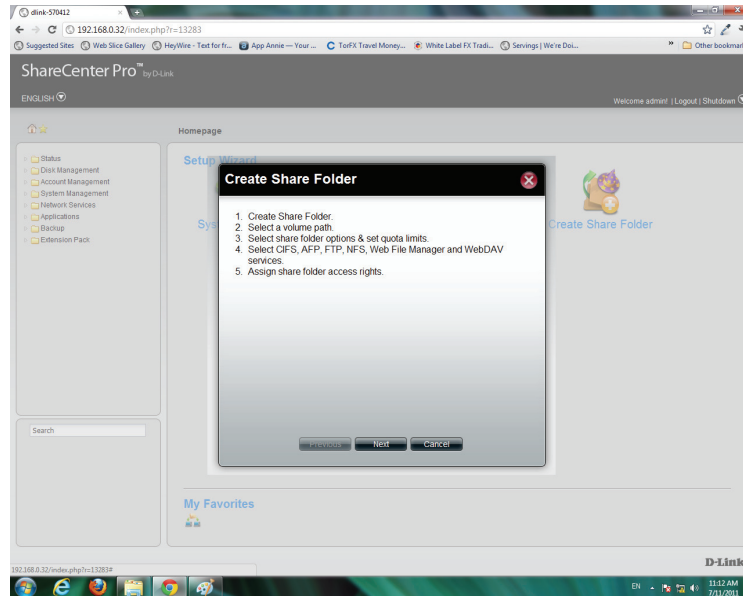 dlink-570412
192.168.0.32/index.php?r=13283
Suggested Sites Web Slice Gallery HeyWire - Text for fr... App Annie — Your ... TorFX Travel Money... White Label FX Tradi... Servings | We're Doi... » Other bookmar
ShareCenter Pro™ by D-Link
ENGLISH
Welcome admin! | Logout | Shutdown
Homepage
Status
Disk Management
Account Management
System Management
Network Services
Applications
Backup
Extension Pack
Search
Setup Wizard
Sys
Create Share Folder
Create Share Folder
1. Create Share Folder.
2. Select a volume path.
3. Select share folder options & set quota limits.
4. Select CIFS, AFP, FTP, NFS, Web File Manager and WebDAV
services.
5. Assign share folder access rights.
Previous Next Cancel
My Favorites
192.168.0.32/index.php?r=13283#
D-Link
EN
11:12 AM
7/11/2011